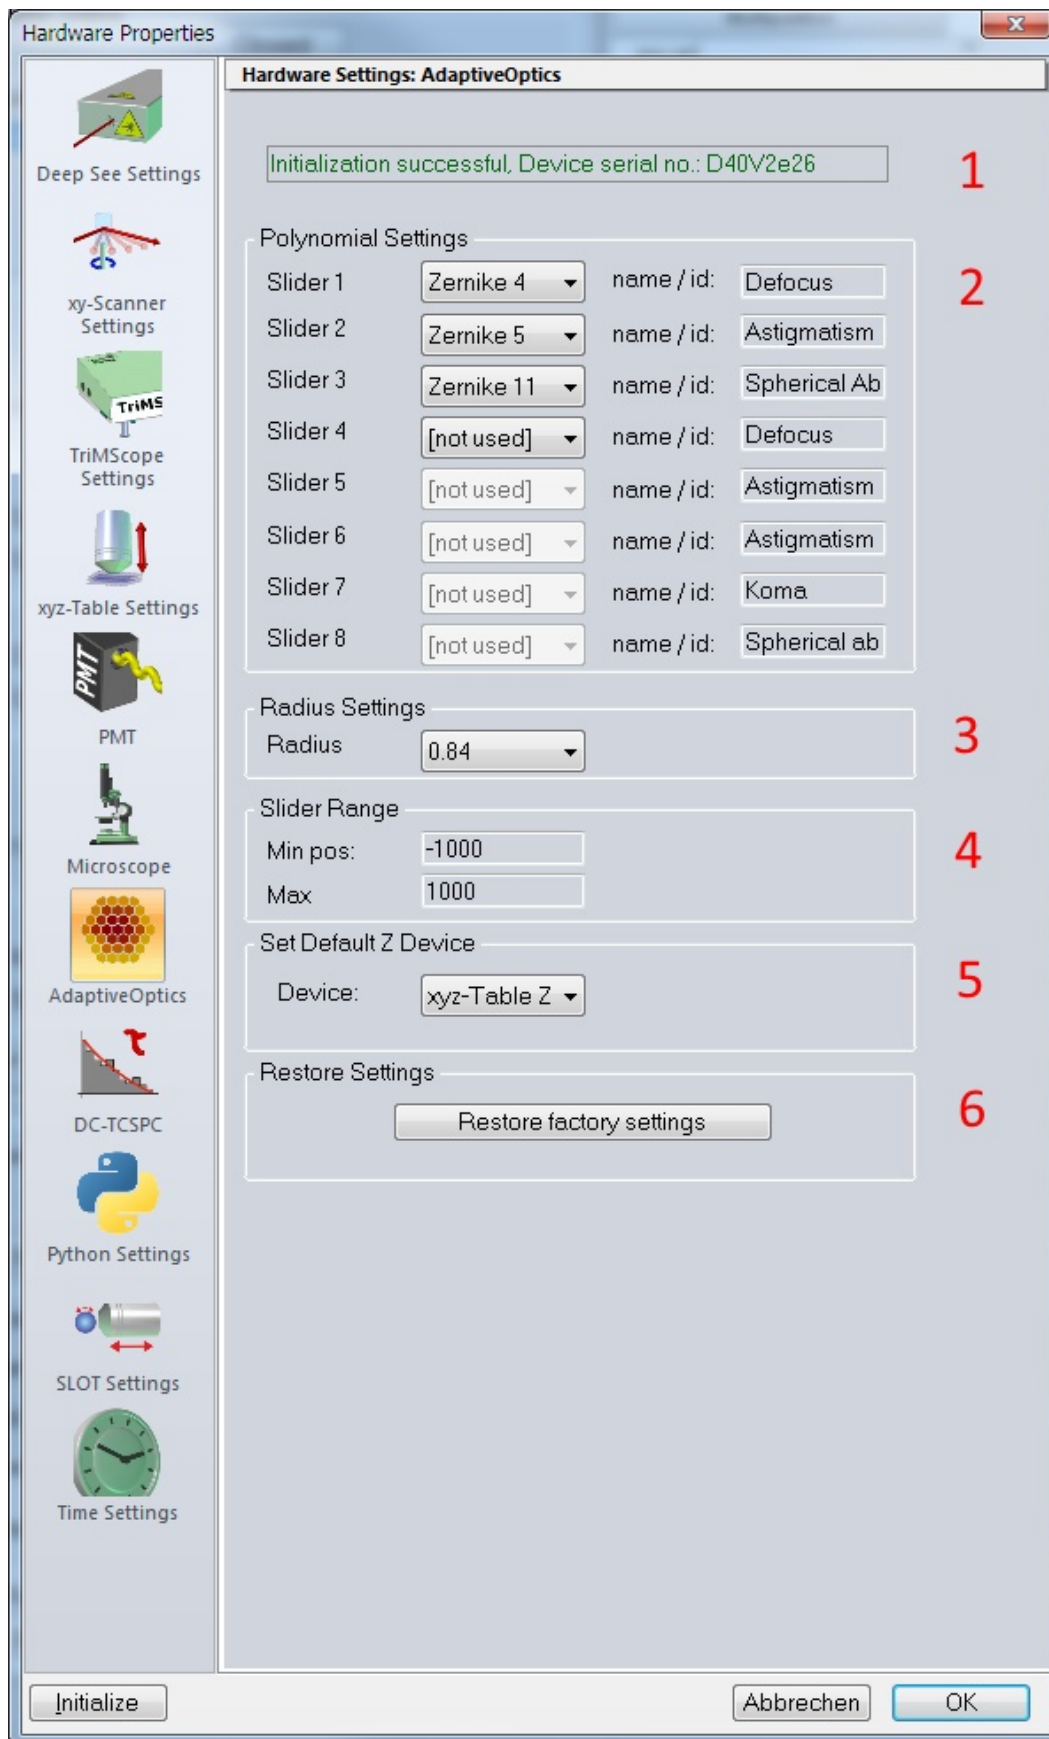 Hardware Properties
Deep See Settings
xy-Scanner
Settings
TriMS
TriMScope
Settings
xyz-Table Settings
PMT
PMT
Microscope
AdaptiveOptics
τ
DC-TCSPC
Python Settings
SLOT Settings
Time Settings
Hardware Settings: AdaptiveOptics
Initialization successful, Device serial no.: D40V2e26 1
Polynomial Settings
Slider 1 Zernike 4 name / id: Defocus 2
Slider 2 Zernike 5 name / id: Astigmatism
Slider 3 Zernike 11 name / id: Spherical Ab
Slider 4 [not used] name / id: Defocus
Slider 5 [not used] name / id: Astigmatism
Slider 6 [not used] name / id: Astigmatism
Slider 7 [not used] name / id: Koma
Slider 8 [not used] name / id: Spherical ab
Radius Settings
Radius 0.84 3
Slider Range
Min pos: -1000 4
Max 1000
Set Default Z Device
Device: xyz-Table Z 5
Restore Settings
Restore factory settings 6
Initialize Abbrechen OK